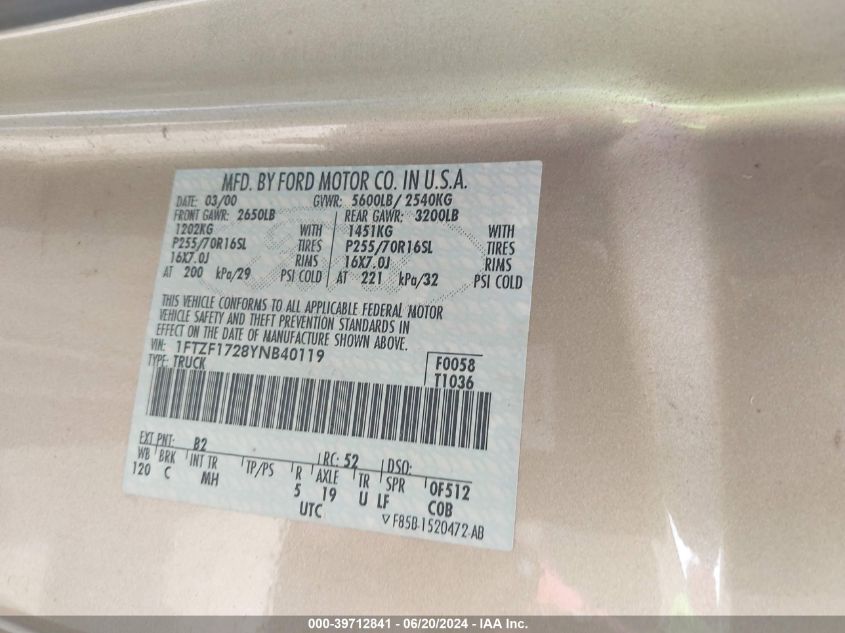 MFD. BY FORD MOTOR CO. IN U.S.A.
DATE: 03/00 GVWR: 5600LB/ 2540KG
FRONT GAWR: 2650LB REAR GAWR: 3200LB
1202KG WITH 1451KG WITH
P255/70R16SL TIRES P255/70R16SL TIRES
16X7.0J RIMS 16X7.0J RIMS
AT 200 kPa/29 PSI COLD AT 221 kPa/32 PSI COLD
THIS VEHICLE CONFORMS TO ALL APPLICABLE FEDERAL MOTOR
VEHICLE SAFETY AND THEFT PREVENTION STANDARDS IN
EFFECT ON THE DATE OF MANUFACTURE SHOWN ABOVE.
VIN: 1FTZF1728YNB40119
TYPE: TRUCK
F0058
T1036
EXT PNT: B2 RC: 52 DSO:
WB BRK INT TR TP/PS R AXLE TR SPR 0F512
120 C MH 5 19 U LF COB
UTC
▽ F85B-1520472-AB
000-39712841 - 06/20/2024 - IAA Inc.